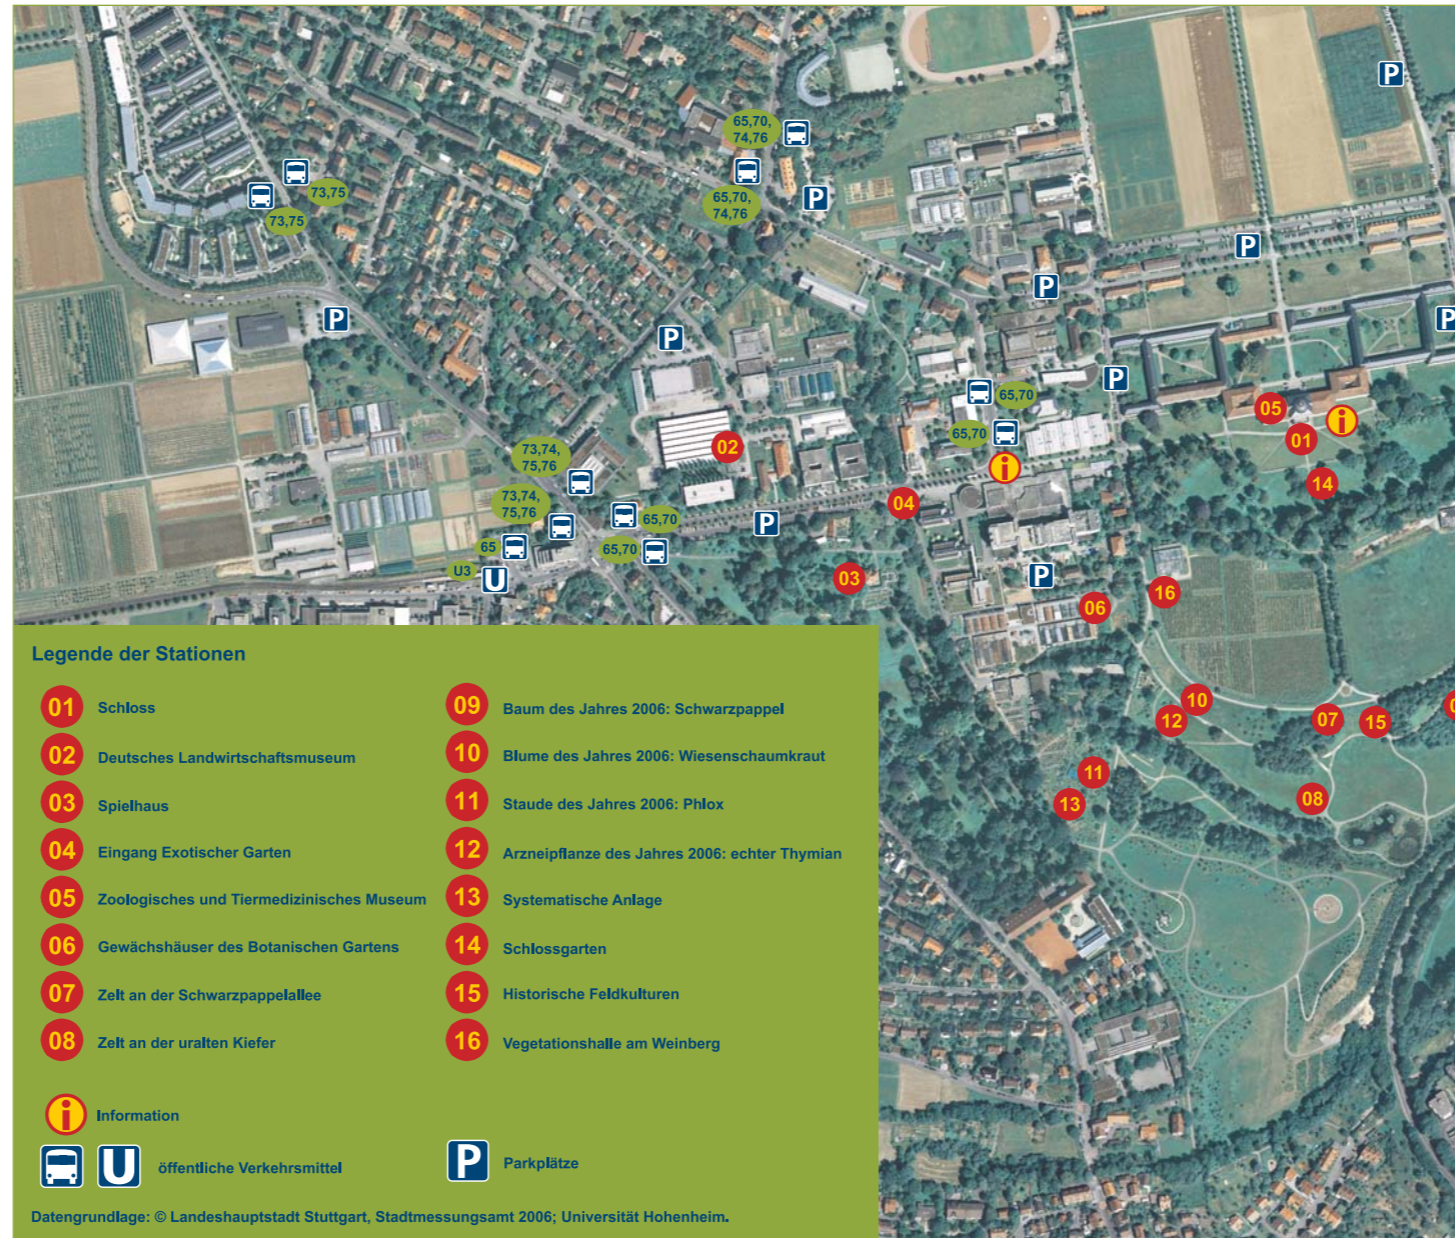 65,70,
74,76
P
65,70,
74,76
P
73,75
73,75
P
P
P
P
P
P
65,70
05
65,70
i
01
02
i
14
73,74,
75,76
73,74,
75,76
04
65,70
P
65
65,70
U3
U
03
P
16
06
10
12
07
15
11
08
13
Legende der Stationen
01 Schloss
02 Deutsches Landwirtschaftsmuseum
03 Spielhaus
04 Eingang Exotischer Garten
05 Zoologisches und Tiermedizinisches Museum
06 Gewächshäuser des Botanischen Gartens
07 Zelt an der Schwarzpappelallee
08 Zelt an der uralten Kiefer
09 Baum des Jahres 2006: Schwarzpappel
10 Blume des Jahres 2006: Wiesenschaumkraut
11 Staude des Jahres 2006: Phlox
12 Arzneipflanze des Jahres 2006: echter Thymian
13 Systematische Anlage
14 Schlossgarten
15 Historische Feldkulturen
16 Vegetationshalle am Weinberg
i Information
U öffentliche Verkehrsmittel
P Parkplätze
Datengrundlage: © Landeshauptstadt Stuttgart, Stadtmessungsamt 2006; Universität Hohenheim.